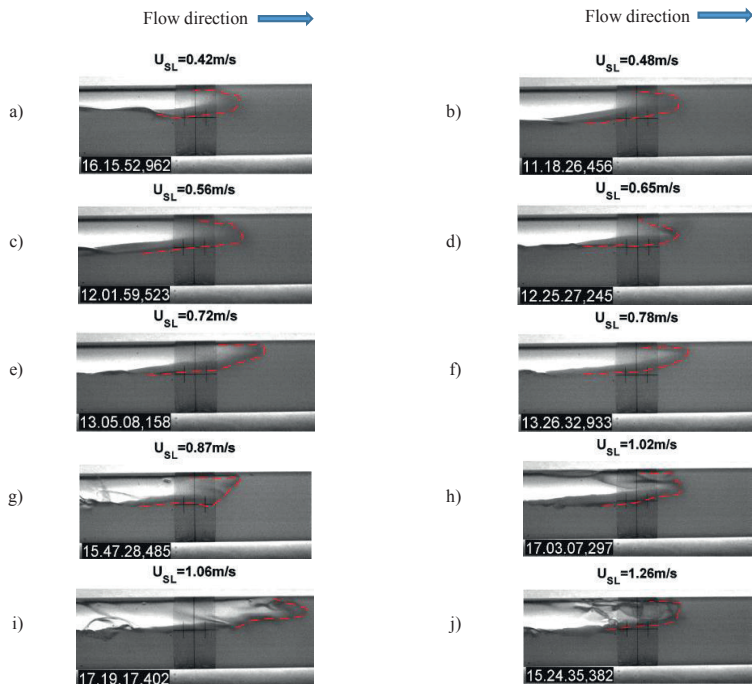 Flow direction
Flow direction
U_SL=0.42m/s
U_SL=0.48m/s
a)
b)
16.15.52,962
11.18.26,456
U_SL=0.56m/s
U_SL=0.65m/s
c)
d)
12.01.59,523
12.25.27,245
U_SL=0.72m/s
U_SL=0.78m/s
e)
f)
13.05.08,158
13.26.32,933
U_SL=0.87m/s
U_SL=1.02m/s
g)
h)
15.47.28,485
17.03.07,297
U_SL=1.06m/s
U_SL=1.26m/s
i)
j)
17.19.17,402
15.24.35,382